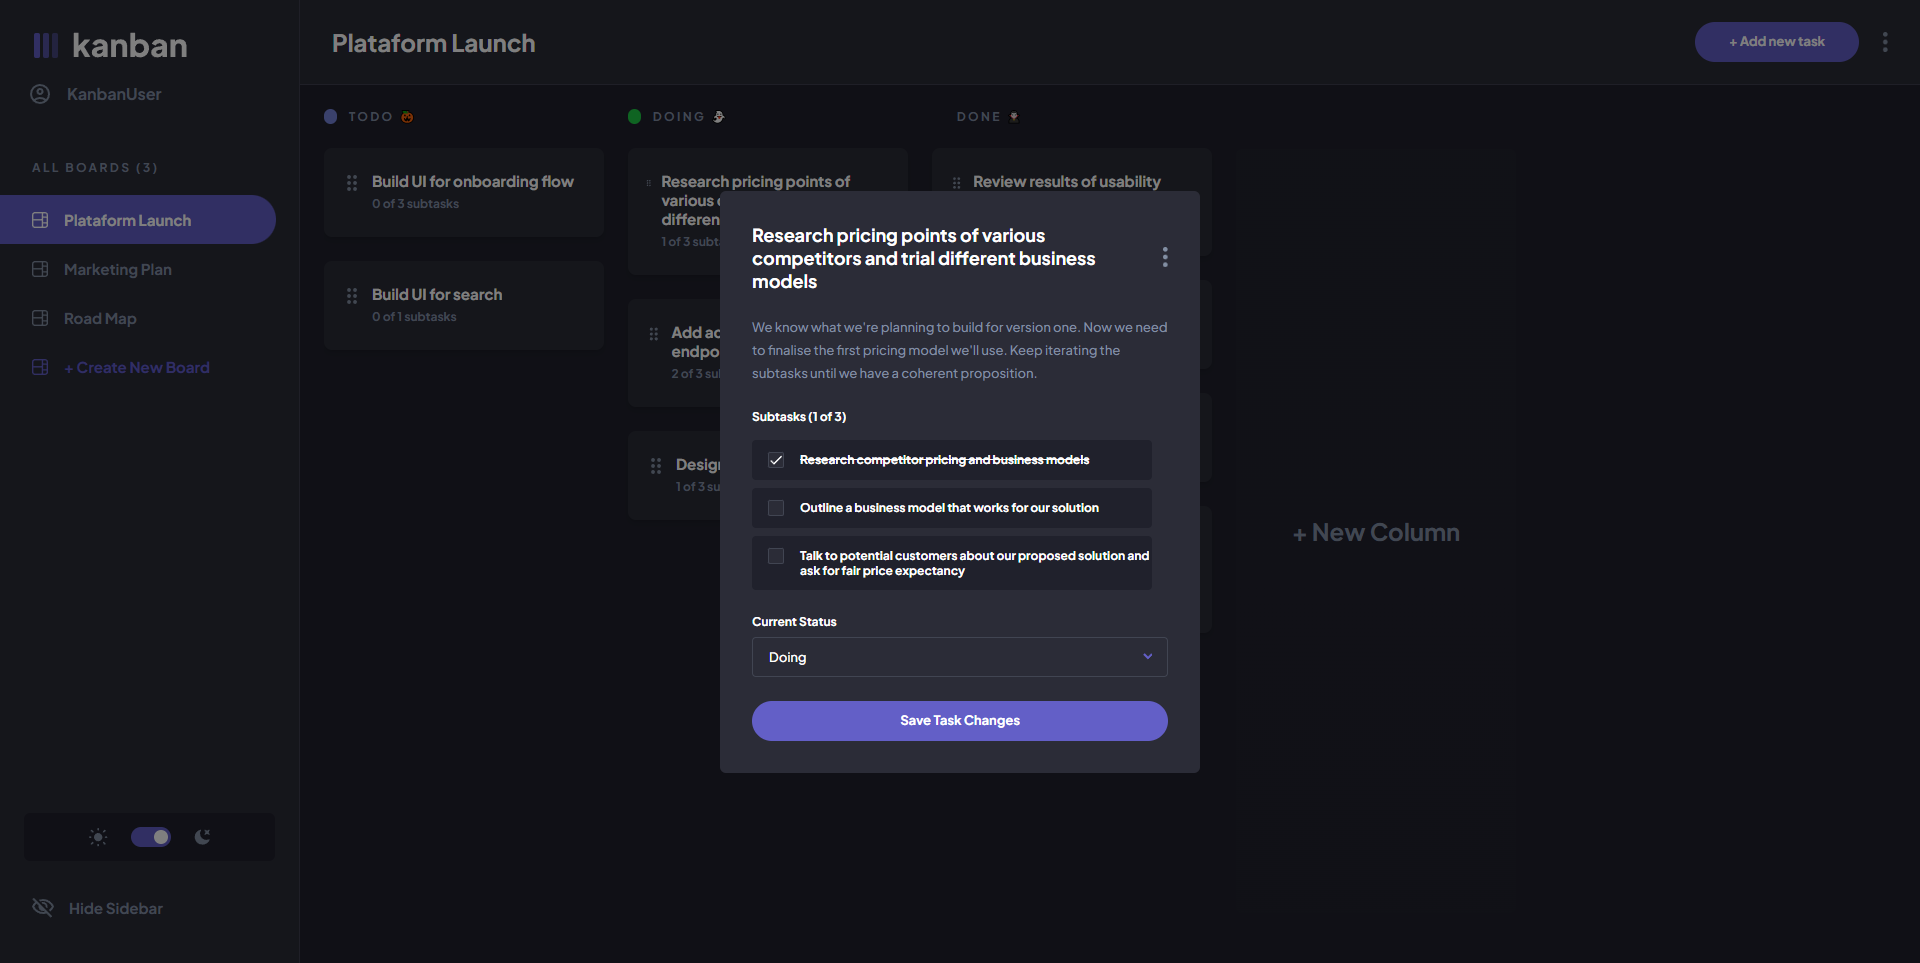 kanban
KanbanUser
ALL BOARDS (3)
Plataform Launch
Marketing Plan
Road Map
+ Create New Board
Hide Sidebar
Plataform Launch
+ Add new task
TODO
Build UI for onboarding flow
0 of 3 subtasks
Build UI for search
0 of 1 subtasks
DOING
Research pricing points of
various
differen
1 of 3 subt
Add
endpo
2 of 3 su
Design
1 of 3 su
DONE
Review results of usability
+ New Column
Research pricing points of various
competitors and trial different business
models
We know what we're planning to build for version one. Now we need
to finalise the first pricing model we'll use. Keep iterating the
subtasks until we have a coherent proposition.
Subtasks (1 of 3)
Research competitor pricing and business models
Outline a business model that works for our solution
Talk to potential customers about our proposed solution and
ask for fair price expectancy
Current Status
Doing
Save Task Changes